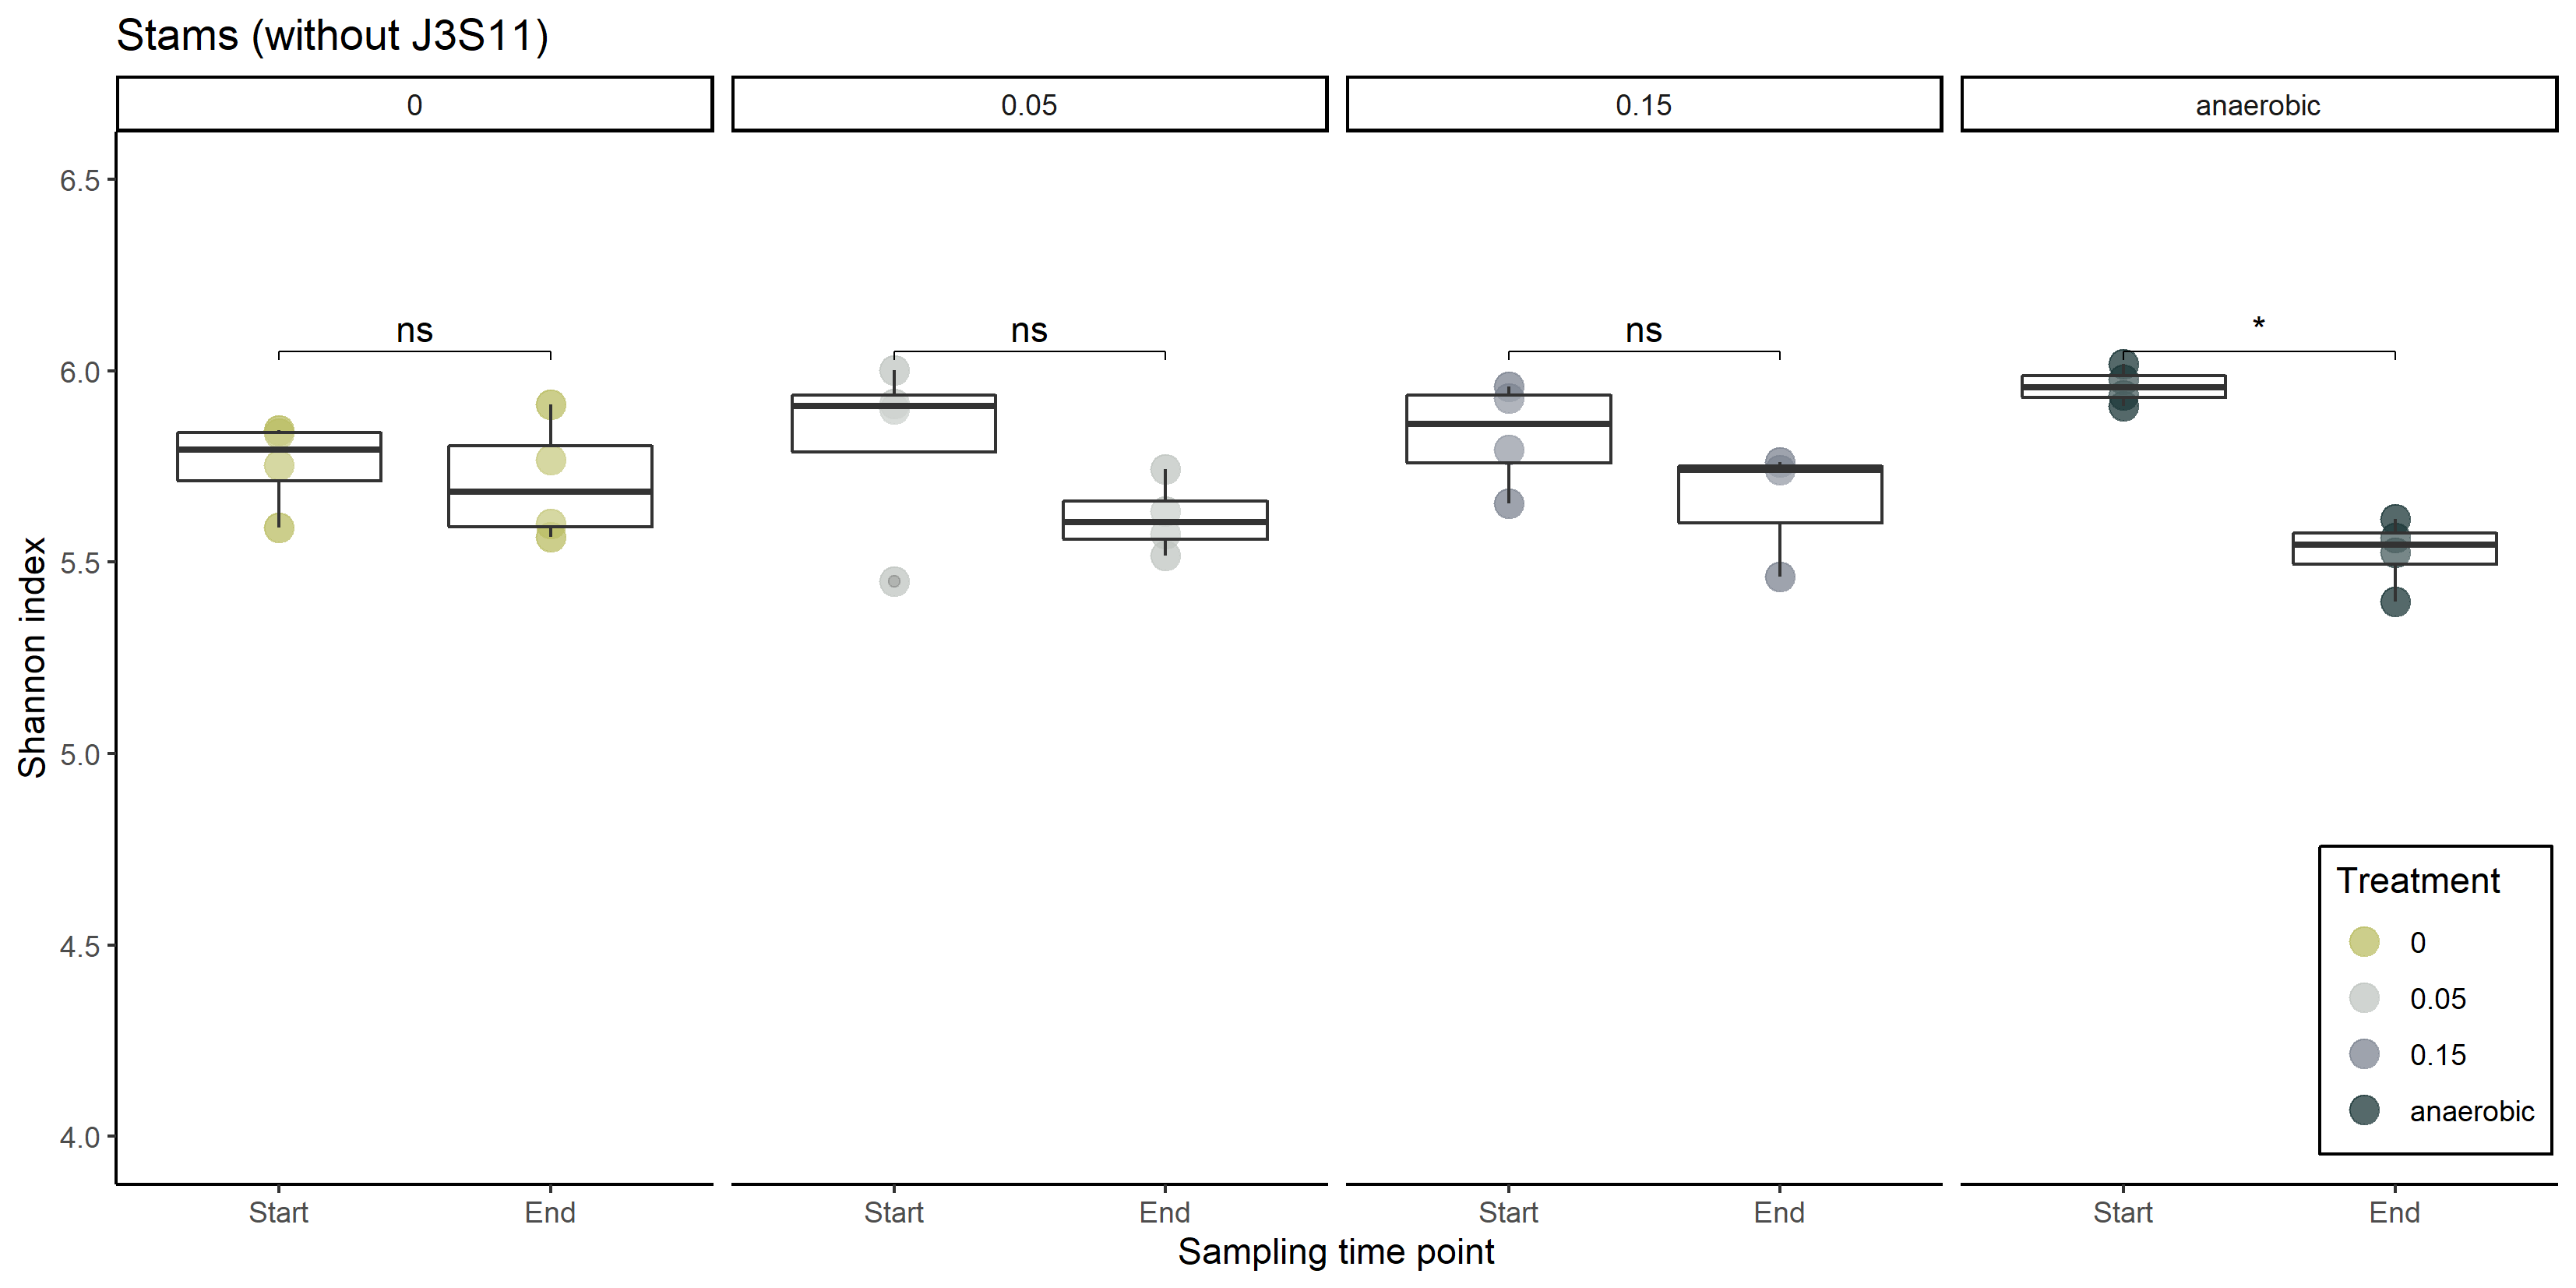 Stams (without J3S11)
0
0.05
0.15
anaerobic
6.5
6.0
5.5
5.0
4.5
4.0
Shannon index
ns
ns
ns
*
Treatment
0
0.05
0.15
anaerobic
Start
End
Start
End
Start
End
Start
End
Sampling time point